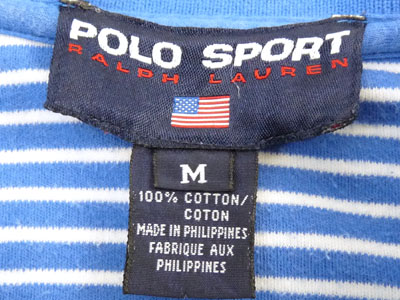 POLO SPORT
RALPH LAUREN
M
100% COTTON/
COTON
MADE IN PHILIPPINES
FABRIQUE AUX
PHILIPPINES